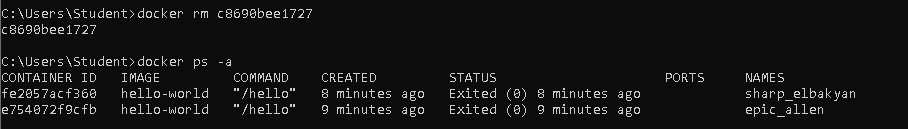 C:\Users\Student>docker rm c8690bee1727
c8690bee1727
C:\Users\Student>docker ps -a
CONTAINER ID   IMAGE         COMMAND    CREATED         STATUS                     PORTS     NAMES
fe2057acf360   hello-world   "/hello"   8 minutes ago   Exited (0) 8 minutes ago             sharp_elbakyan
e754072f9cfb   hello-world   "/hello"   9 minutes ago   Exited (0) 9 minutes ago             epic_allen